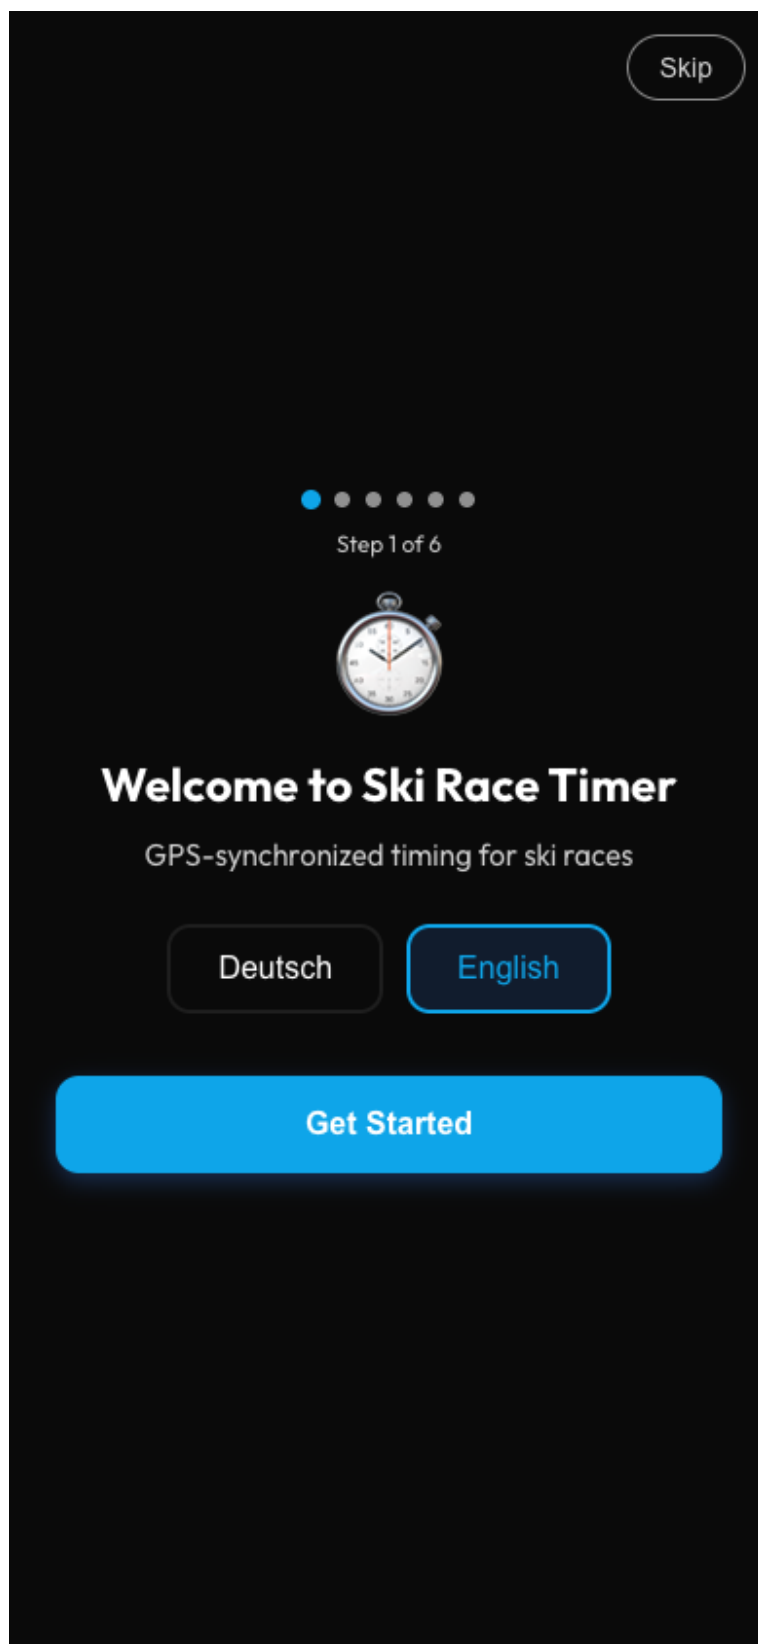 Skip
Step 1 of 6
Welcome to Ski Race Timer
GPS-synchronized timing for ski races
Deutsch English
Get Started